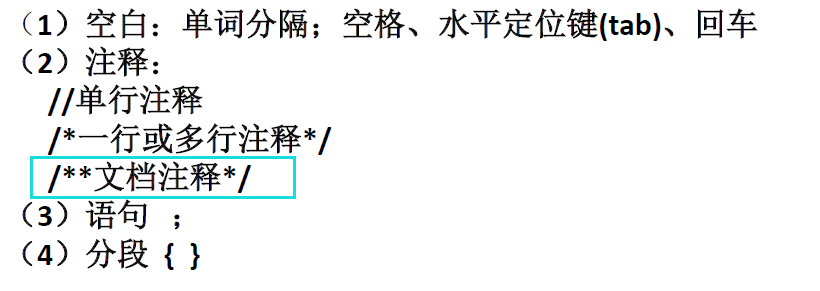 （1）空白：单词分隔；空格、水平定位键(tab)、回车
（2）注释：
//单行注释
/*一行或多行注释*/
/**文档注释*/
（3）语句 ；
（4）分段 { }